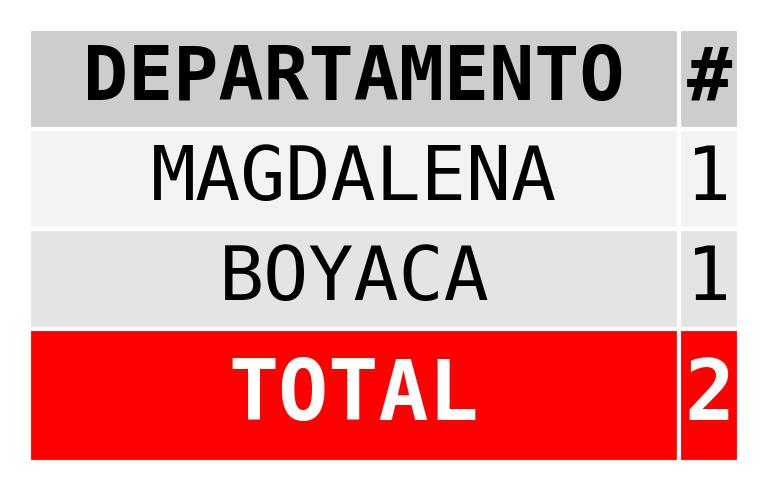 DEPARTAMENTO #
MAGDALENA 1
BOYACA 1
TOTAL 2